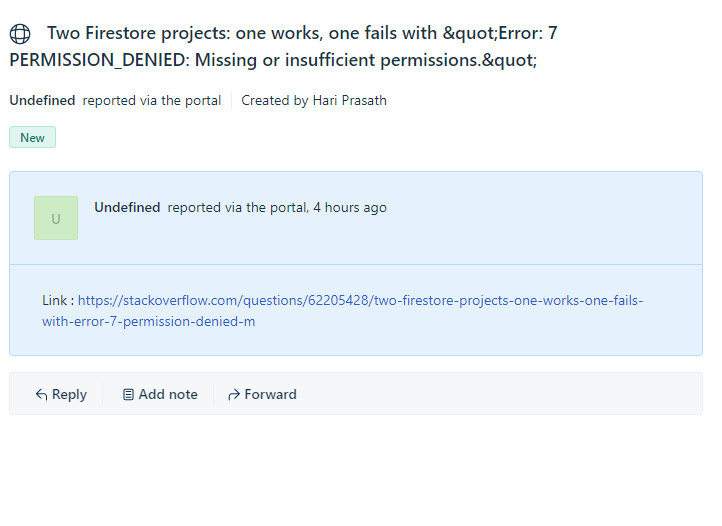 Two Firestore projects: one works, one fails with &quot;Error: 7
PERMISSION_DENIED: Missing or insufficient permissions.&quot;
Undefined reported via the portal Created by Hari Prasath
New
U
Undefined reported via the portal, 4 hours ago
Link : https://stackoverflow.com/questions/62205428/two-firestore-projects-one-works-one-fails-
with-error-7-permission-denied-m
Reply Add note Forward